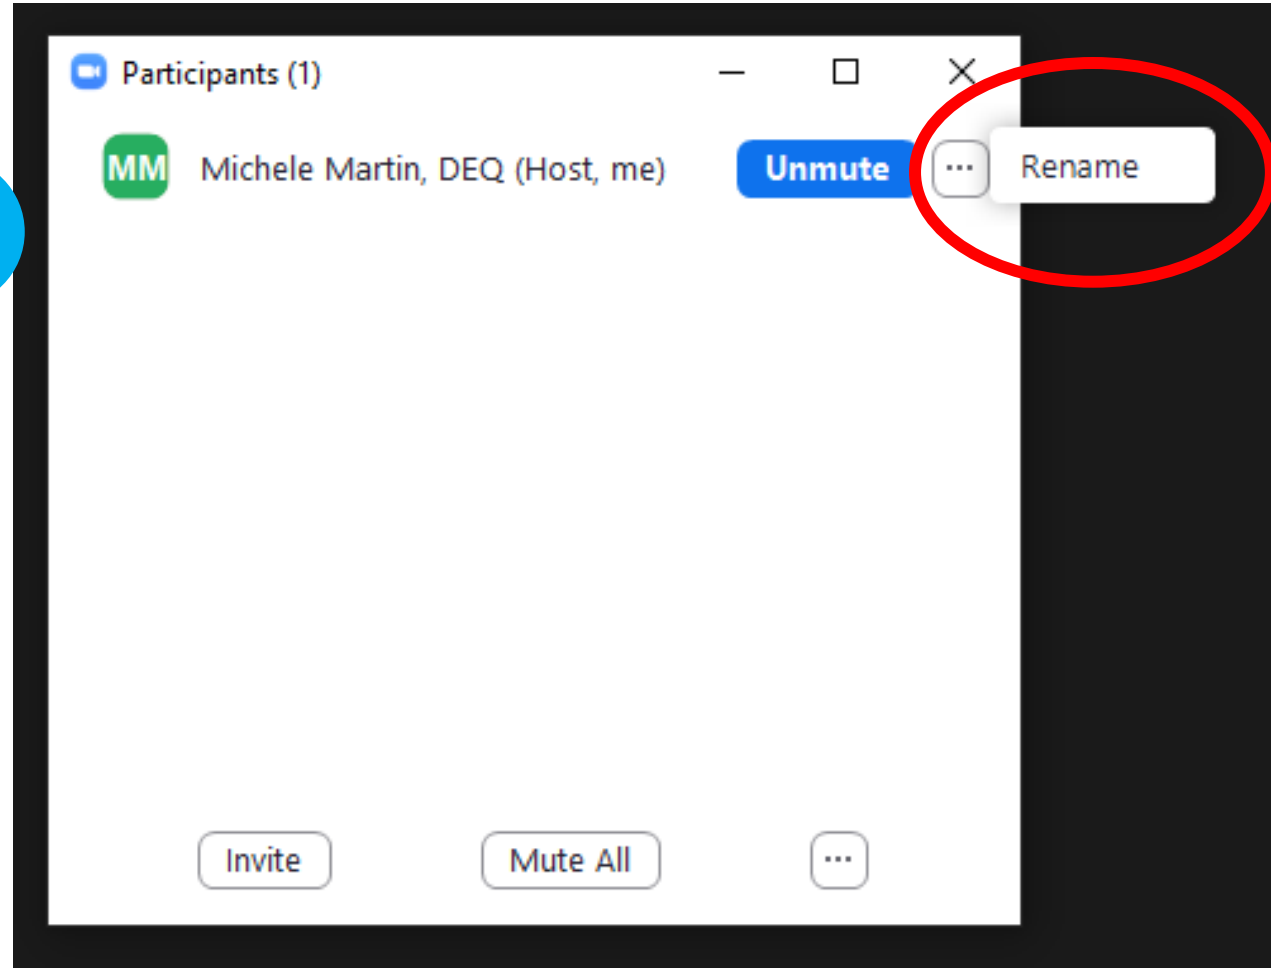 Participants (1)
MM Michele Martin, DEQ (Host, me) Unmute ... Rename
Invite Mute All ...